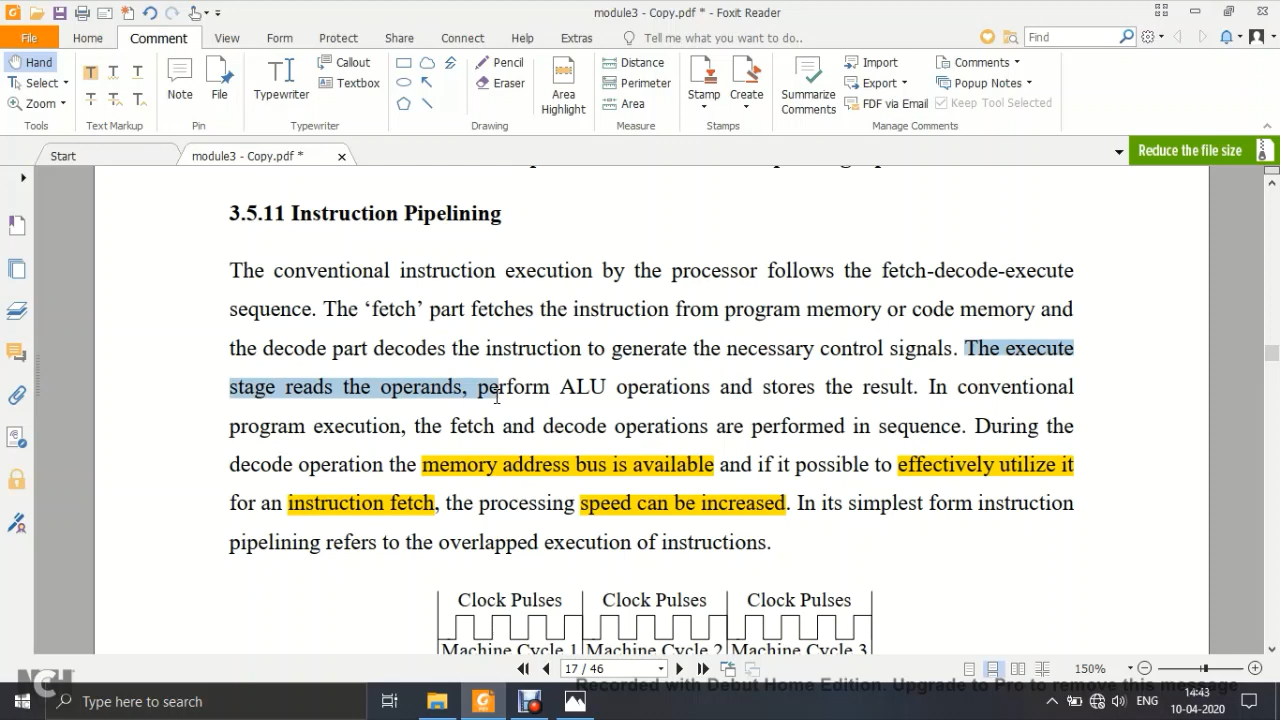 module3 - Copy.pdf * - Foxit Reader
File Home Comment View Form Protect Share Connect Help Extras Tell me what you want to do.. Find
Hand
Select
Zoom
Tools
T T T
T T T
Text Markup
Note
File
Pin
Typewriter
Callout
Textbox
Typewriter
Pencil
Eraser
Drawing
Area Highlight
Distance
Perimeter
Area
Measure
Stamp
Create
Stamps
Summarize Comments
Import
Export
FDF via Email
Comments
Popup Notes
Keep Tool Selected
Manage Comments
Start
module3 - Copy.pdf *
Reduce the file size
3.5.11 Instruction Pipelining
The conventional instruction execution by the processor follows the fetch-decode-execute
sequence. The ‘fetch’ part fetches the instruction from program memory or code memory and
the decode part decodes the instruction to generate the necessary control signals. The execute
stage reads the operands, perform ALU operations and stores the result. In conventional
program execution, the fetch and decode operations are performed in sequence. During the
decode operation the memory address bus is available and if it possible to effectively utilize it
for an instruction fetch, the processing speed can be increased. In its simplest form instruction
pipelining refers to the overlapped execution of instructions.
Clock Pulses Clock Pulses Clock Pulses
Machine Cycle 1 Machine Cycle 2 Machine Cycle 3
17 / 46
150%
NCH
Recorded with Debut Home Edition. Upgrade to Pro to remove this message
Type here to search
ENG
14:43
10-04-2020